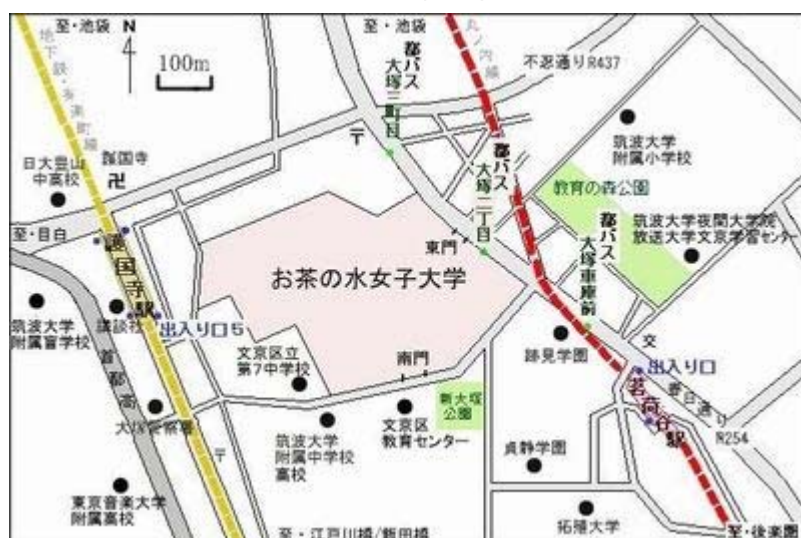 至・池袋
N
100m
地下鉄・有楽町線
至・池袋
丸ノ内線
都バス
大塚三丁目
不忍通りR437
〒
日大豊山
中高校
護国寺
卍
筑波大学
附属小学校
都バス
大塚二丁目
教育の森公園
都バス
大塚車庫前
筑波大学夜間大学院
放送大学文京学習センター
至・目白
護国寺駅
東門
お茶の水女子大学
筑波大学
附属盲学校
講談社
出入り口5
首都高
文京区立
第7中学校
南門
跡見学園
交
出入り口
茗荷谷駅
春日通り
R254
新大塚
公園
大塚警察署
筑波大学
附属中学校
高校
文京区
教育センター
貞静学園
〒
東京音楽大学
附属高校
拓殖大学
至・江戸川橋/飯田橋
至・後楽園